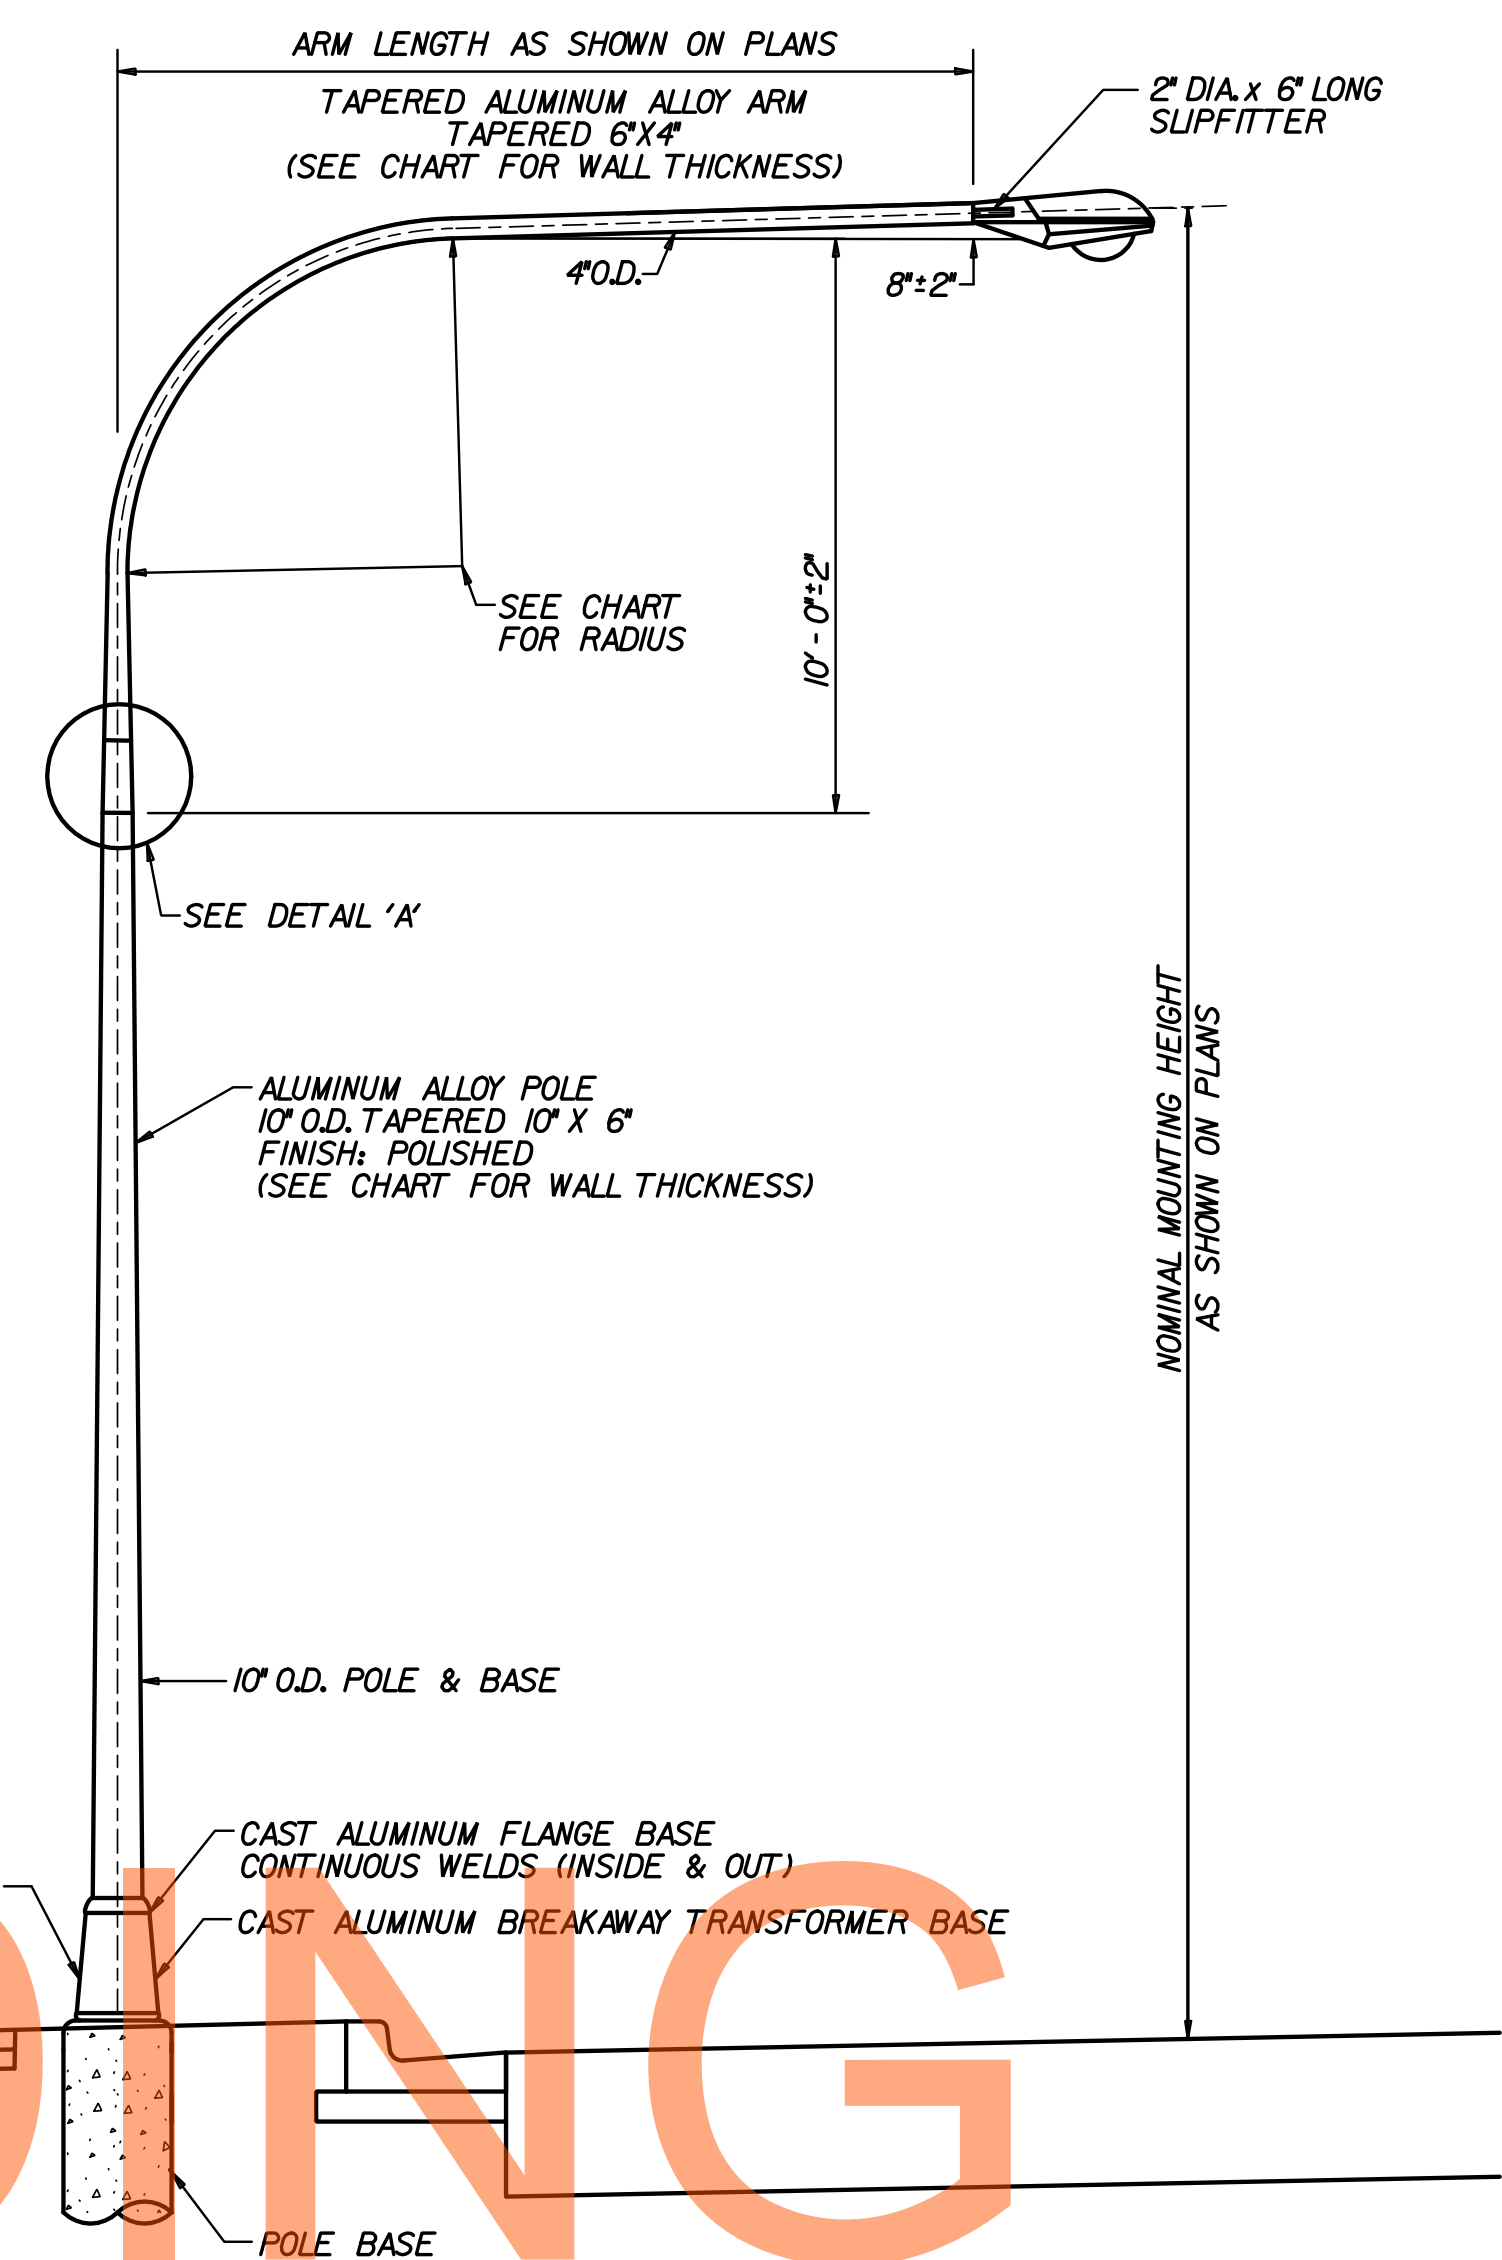 ARM LENGTH AS SHOWN ON PLANS
TAPERED ALUMINUM ALLOY ARM
TAPERED 6"X4"
(SEE CHART FOR WALL THICKNESS)
2" DIA. x 6" LONG
SLIPFITTER
4"O.D.
8"±2"
10' - 0"±2"
SEE CHART
FOR RADIUS
SEE DETAIL 'A'
NOMINAL MOUNTING HEIGHT
AS SHOWN ON PLANS
ALUMINUM ALLOY POLE
10" O.D. TAPERED 10" X 6"
FINISH: POLISHED
(SEE CHART FOR WALL THICKNESS)
10" O.D. POLE & BASE
CAST ALUMINUM FLANGE BASE
CONTINUOUS WELDS (INSIDE & OUT)
CAST ALUMINUM BREAKAWAY TRANSFORMER BASE
POLE BASE